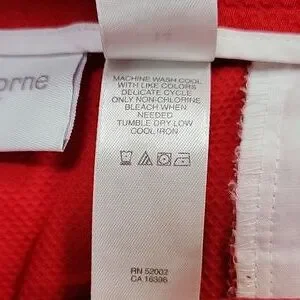 orne
MACHINE WASH COOL
WITH LIKE COLORS
DELICATE CYCLE
ONLY NON-CHLORINE
BLEACH WHEN
NEEDED
TUMBLE DRY LOW
COOL IRON
RN 52002
CA 16396